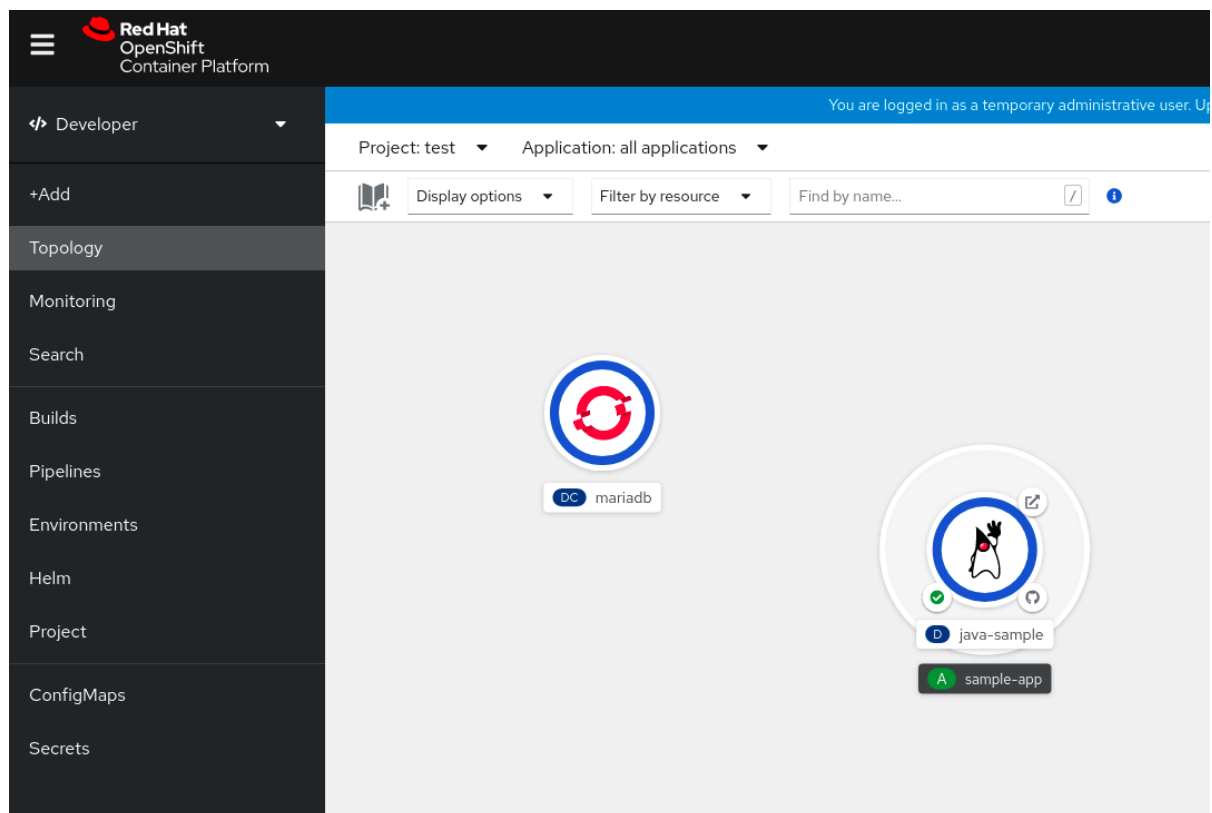 Red Hat
OpenShift
Container Platform
You are logged in as a temporary administrative user.
Developer
Project: test
Application: all applications
Display options
Filter by resource
Find by name...
/
+Add
Topology
Monitoring
Search
Builds
Pipelines
Environments
Helm
Project
ConfigMaps
Secrets
DC mariadb
D java-sample
A sample-app